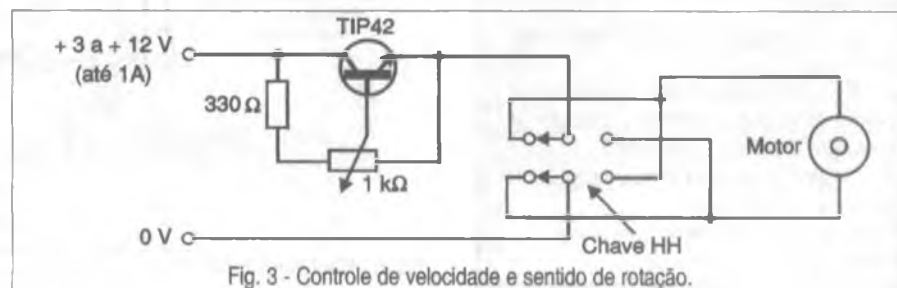 TIP42
+ 3 a + 12 V
(até 1A)
330 Ω
1 kΩ
Motor
0 V
Chave HH
Fig. 3 - Controle de velocidade e sentido de rotação.